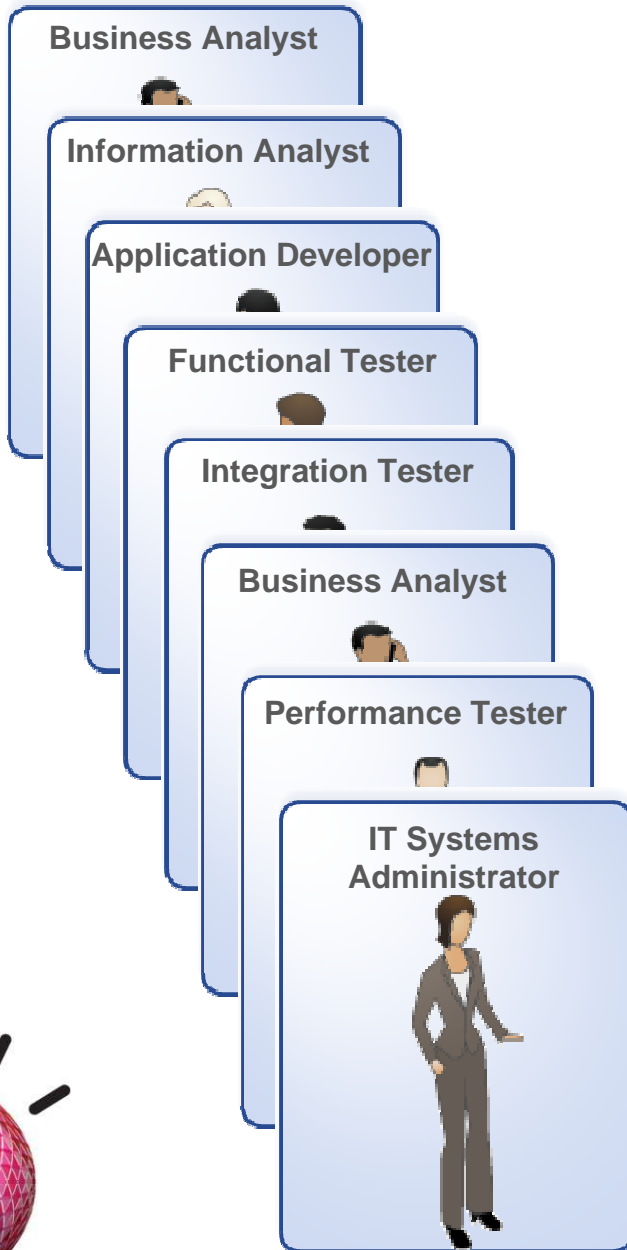 Business Analyst
Information Analyst
Application Developer
Functional Tester
Integration Tester
Business Analyst
Performance Tester
IT Systems
Administrator